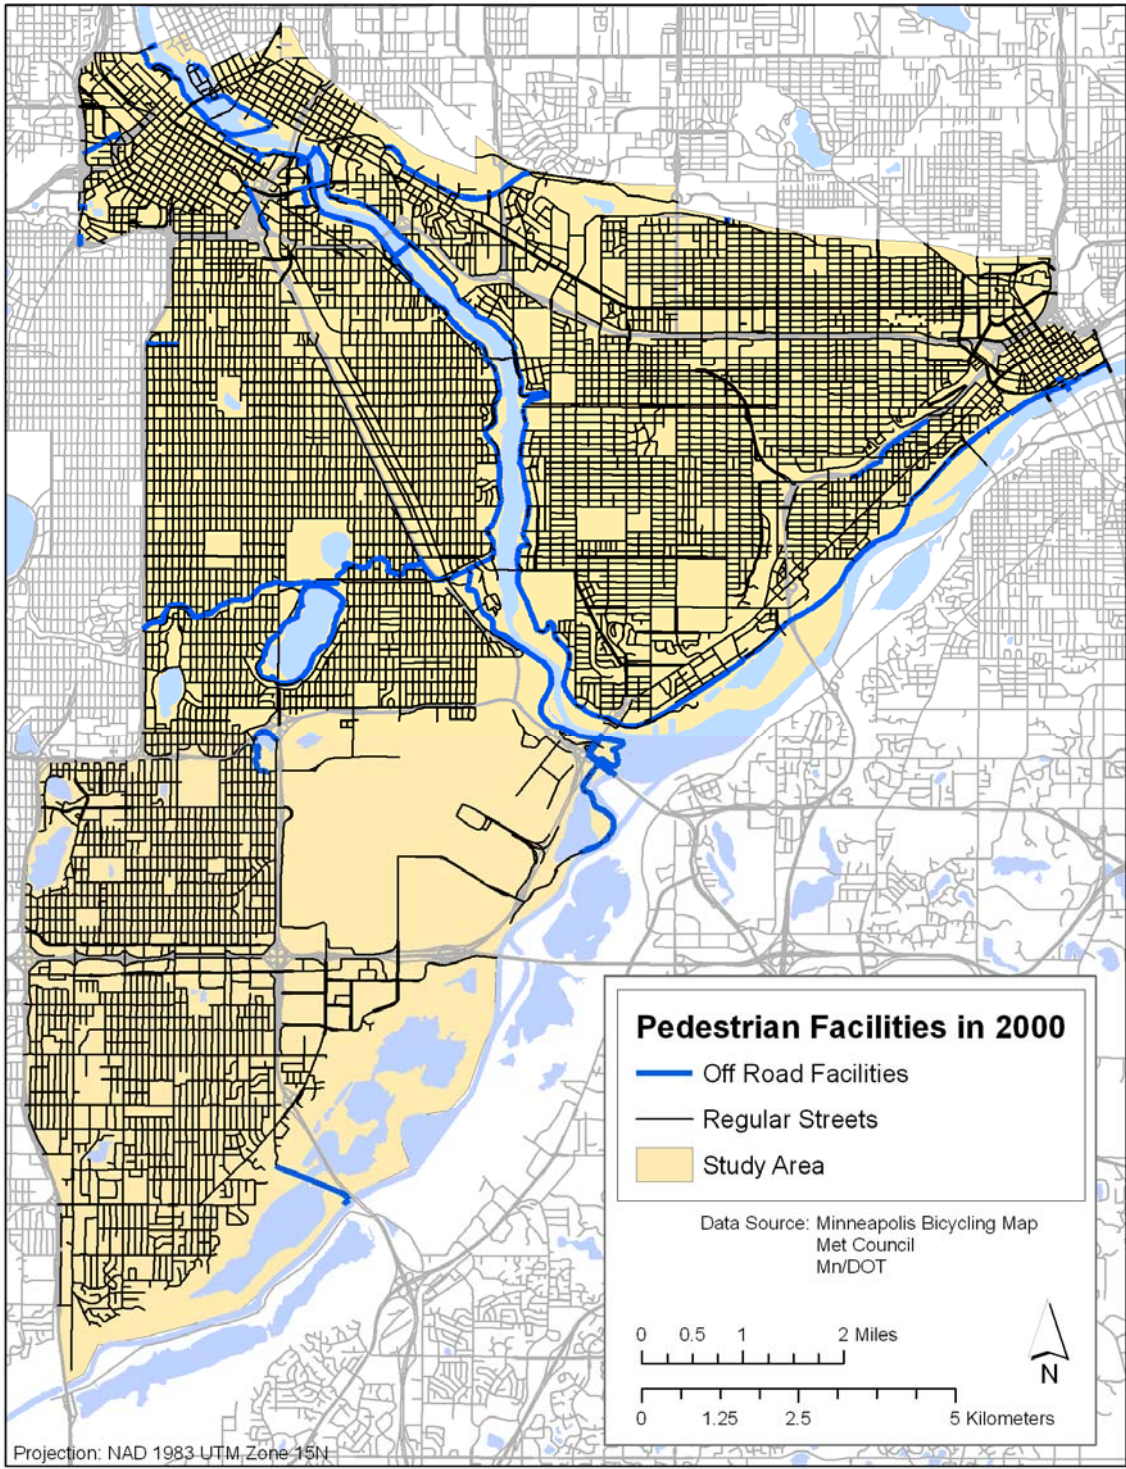 Pedestrian Facilities in 2000
Off Road Facilities
Regular Streets
Study Area
Data Source: Minneapolis Bicycling Map
Met Council
Mn/DOT
0 0.5 1 2 Miles
0 1.25 2.5 5 Kilometers
N
Projection: NAD 1983 UTM Zone 15N